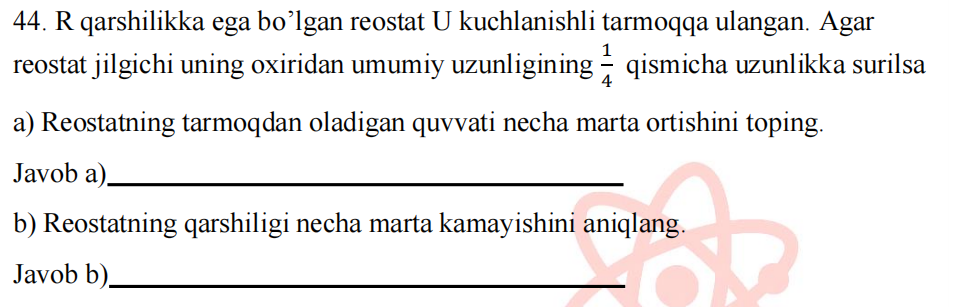 44. R qarshilikka ega bo’lgan reostat U kuchlanishli tarmoqqa ulangan. Agar
reostat jilgichi uning oxiridan umumiy uzunligining 1/4 qismicha uzunlikka surilsa
a) Reostatning tarmoqdan oladigan quvvati necha marta ortishini toping.
Javob a)
b) Reostatning qarshiligi necha marta kamayishini aniqlang.
Javob b)